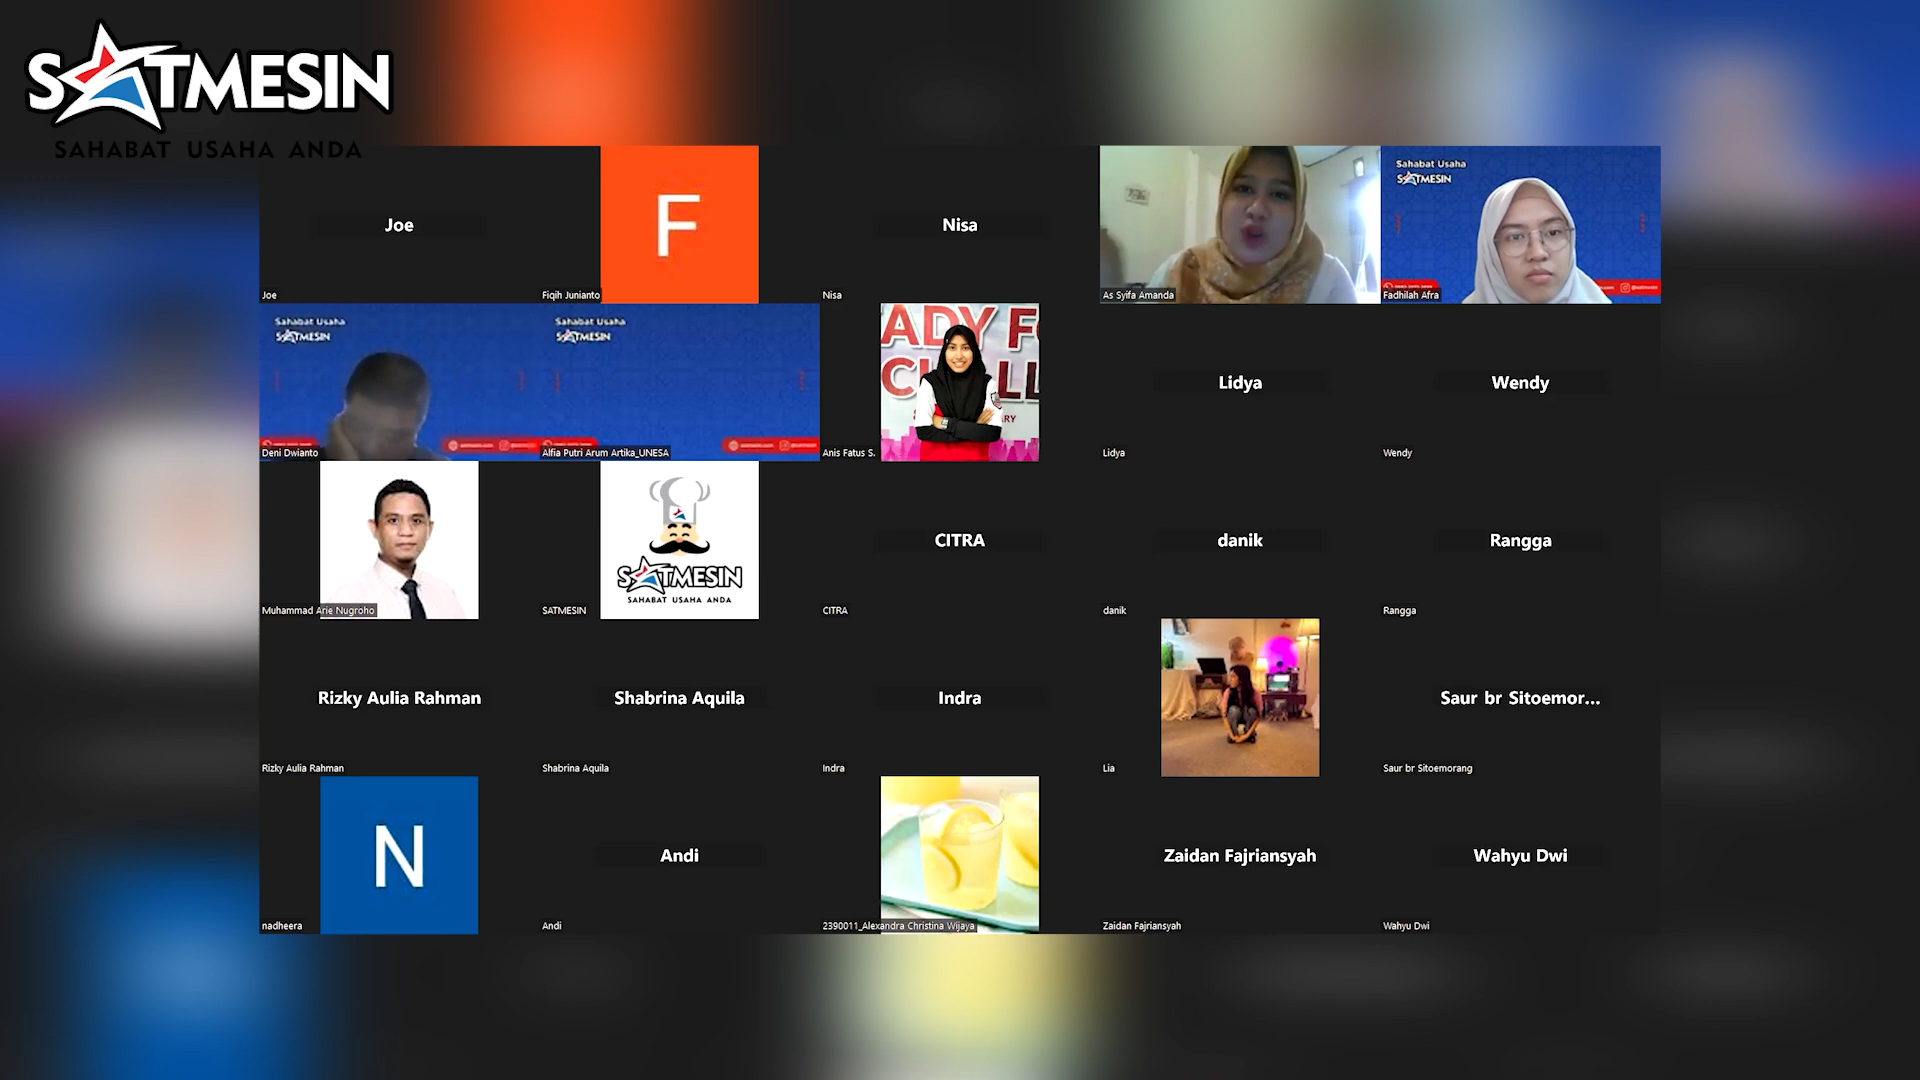 SATMESIN
SAHABAT USAHA ANDA
Joe
Joe
F
Fiqih Junianto
Nisa
Nisa
As Syifa Amanda
Sahabat Usaha
SATMESIN
Fadhilah Afra
Sahabat Usaha
SATMESIN
Deni Dwianto
Sahabat Usaha
SATMESIN
Alfia Putri Arum Artika_UNESA
ADY F
Anis Fatus S.
Lidya
Lidya
Wendy
Wendy
Muhammad Arie Nugroho
SATMESIN
SAHABAT USAHA ANDA
SATMESIN
CITRA
CITRA
danik
danik
Rangga
Rangga
Rizky Aulia Rahman
Rizky Aulia Rahman
Shabrina Aquila
Shabrina Aquila
Indra
Indra
Lia
Saur br Sitoemor...
Saur br Sitoemorang
N
nadheera
Andi
Andi
2390011_Alexandra Christina Wijaya
Zaidan Fajriansyah
Zaidan Fajriansyah
Wahyu Dwi
Wahyu Dwi